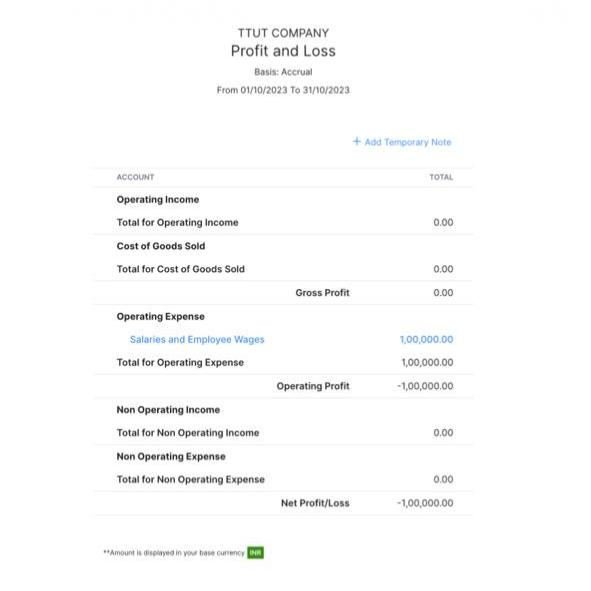 TTUT COMPANY
Profit and Loss
Basis: Accrual
From 01/10/2023 To 31/10/2023
+ Add Temporary Note
ACCOUNT TOTAL
Operating Income
Total for Operating Income 0.00
Cost of Goods Sold
Total for Cost of Goods Sold 0.00
Gross Profit 0.00
Operating Expense
Salaries and Employee Wages 1,00,000.00
Total for Operating Expense 1,00,000.00
Operating Profit -1,00,000.00
Non Operating Income
Total for Non Operating Income 0.00
Non Operating Expense
Total for Non Operating Expense 0.00
Net Profit/Loss -1,00,000.00
**Amount is displayed in your base currency INR